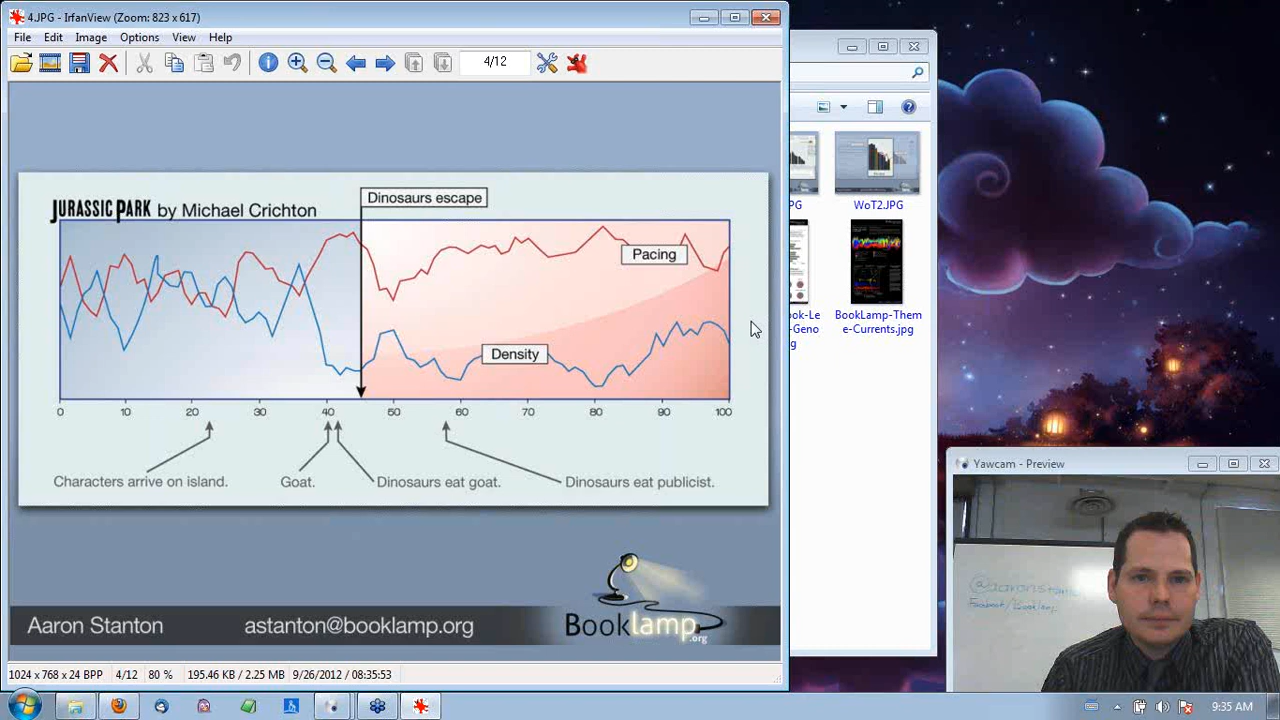 4.JPG - IrfanView (Zoom: 823 x 617)
File Edit Image Options View Help
4/12
JURASSIC PARK by Michael Crichton
Dinosaurs escape
Pacing
Density
0 10 20 30 40 50 60 70 80 90 100
Characters arrive on island.
Goat.
Dinosaurs eat goat.
Dinosaurs eat publicist.
Aaron Stanton
astanton@booklamp.org
Booklamp
.org
1024 x 768 x 24 BPP 4/12 80 % 195.46 KB / 2.25 MB 9/26/2012 / 08:35:53
PG
WoT2.JPG
ook-Le
-Geno
g
BookLamp-Them
e-Currents.jpg
Yawcam - Preview
9:35 AM